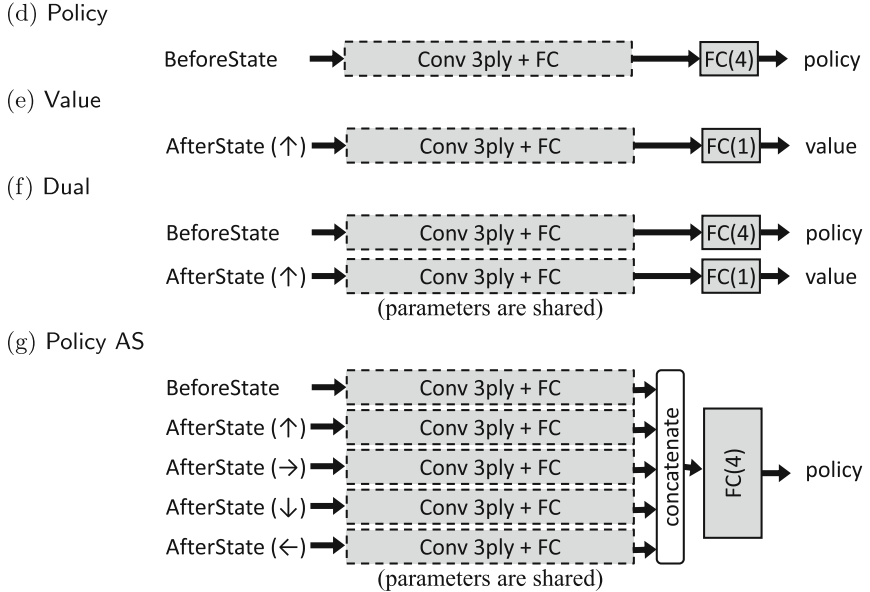 (d) Policy
BeforeState Conv 3ply + FC FC(4) policy
(e) Value
AfterState (↑) Conv 3ply + FC FC(1) value
(f) Dual
BeforeState Conv 3ply + FC FC(4) policy
AfterState (↑) Conv 3ply + FC FC(1) value
(parameters are shared)
(g) Policy AS
BeforeState Conv 3ply + FC
AfterState (↑) Conv 3ply + FC
AfterState (→) Conv 3ply + FC
AfterState (↓) Conv 3ply + FC
AfterState (←) Conv 3ply + FC
concatenate
FC(4)
policy
(parameters are shared)